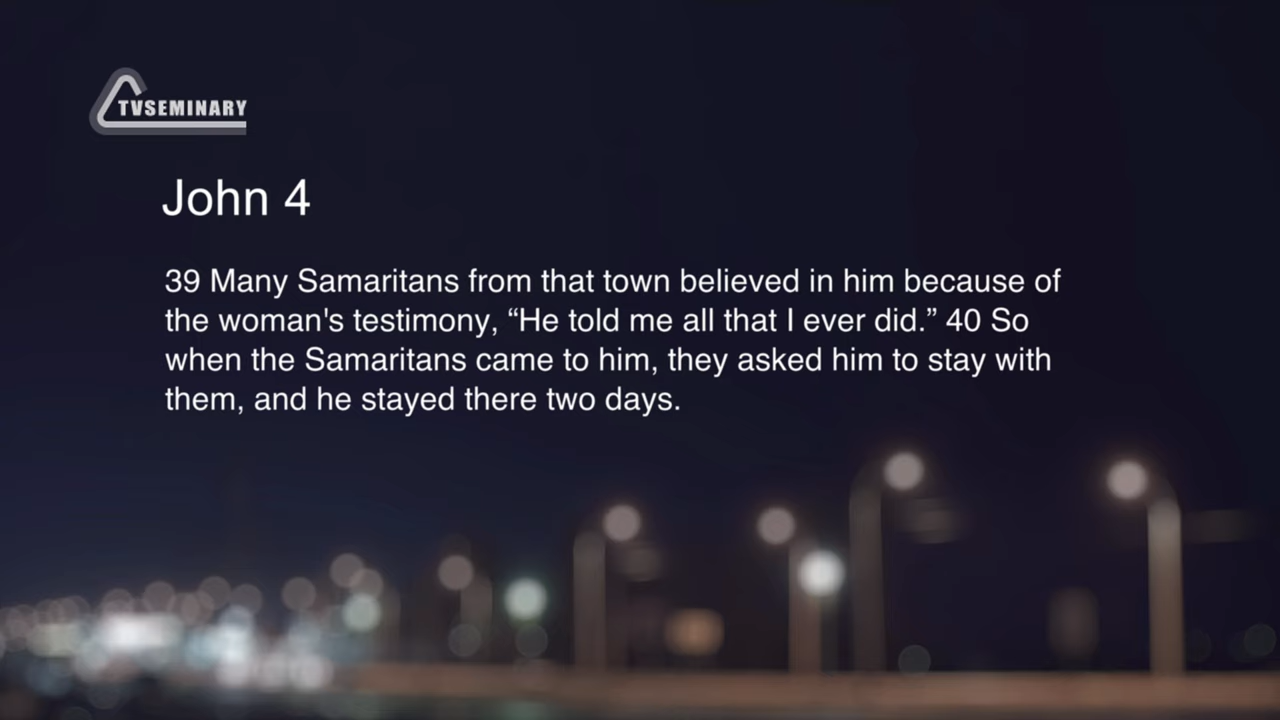 TVSEMINARY
John 4
39 Many Samaritans from that town believed in him because of
the woman's testimony, “He told me all that I ever did.” 40 So
when the Samaritans came to him, they asked him to stay with
them, and he stayed there two days.